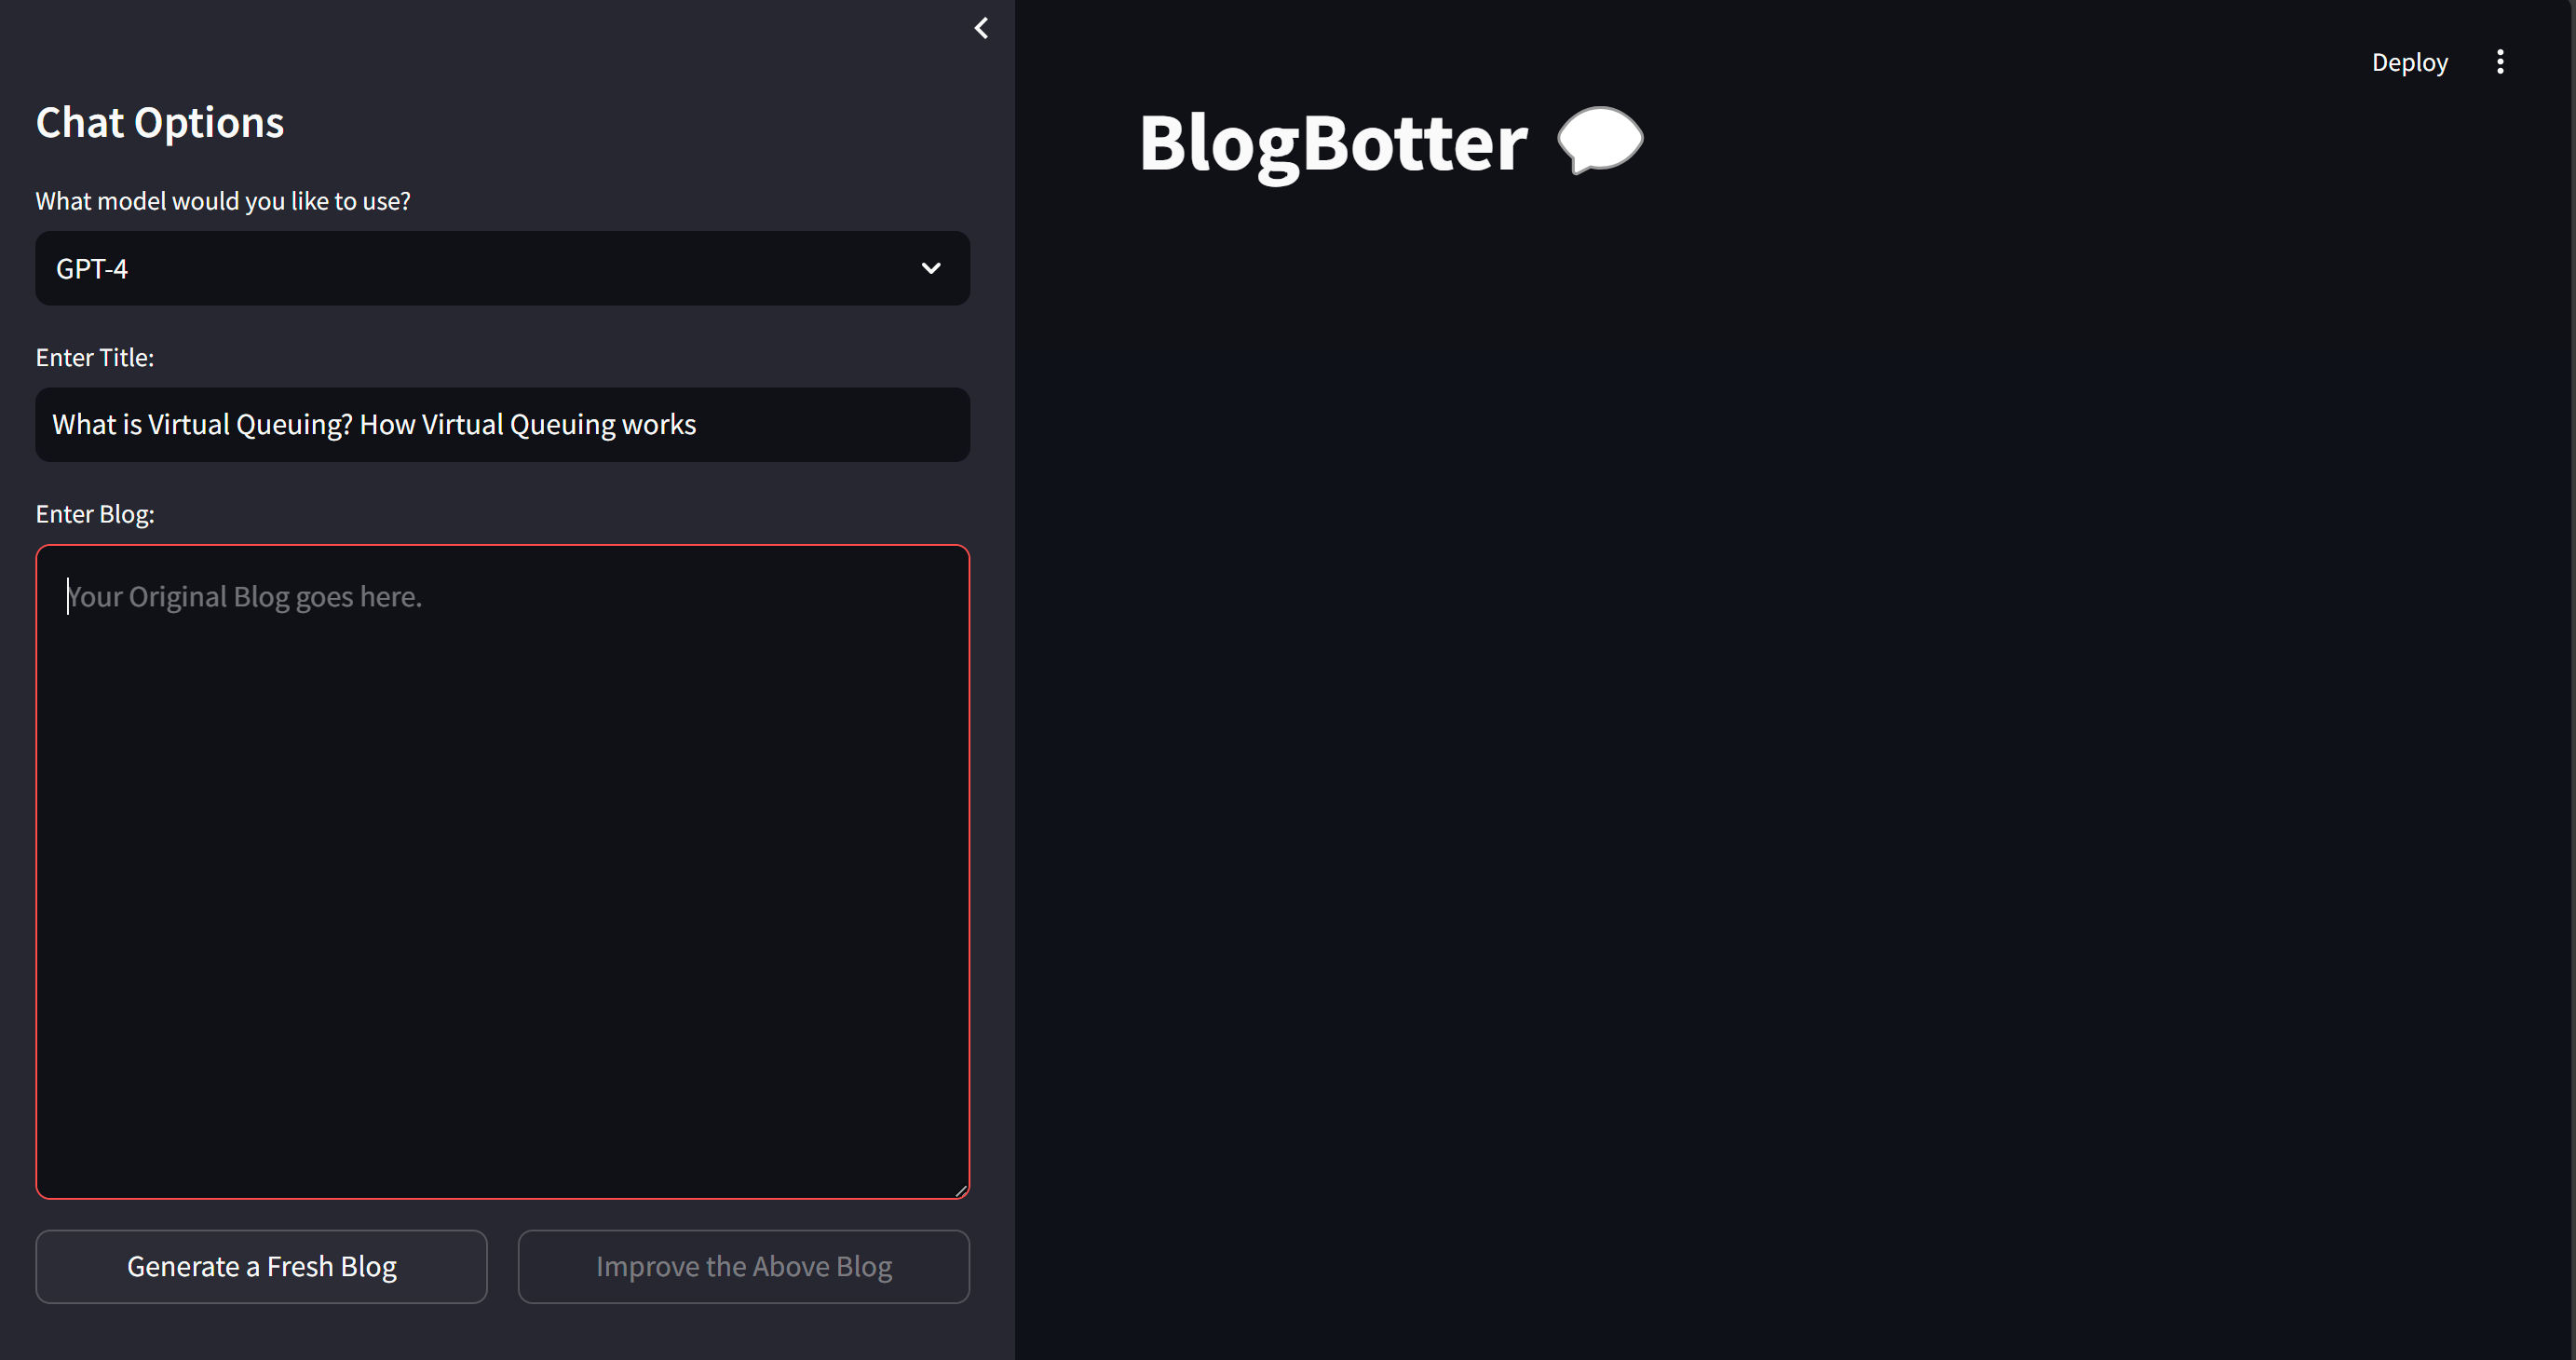 Chat Options
What model would you like to use?
GPT-4
Enter Title:
What is Virtual Queuing? How Virtual Queuing works
Enter Blog:
Your Original Blog goes here.
Generate a Fresh Blog
Improve the Above Blog
Deploy
BlogBotter